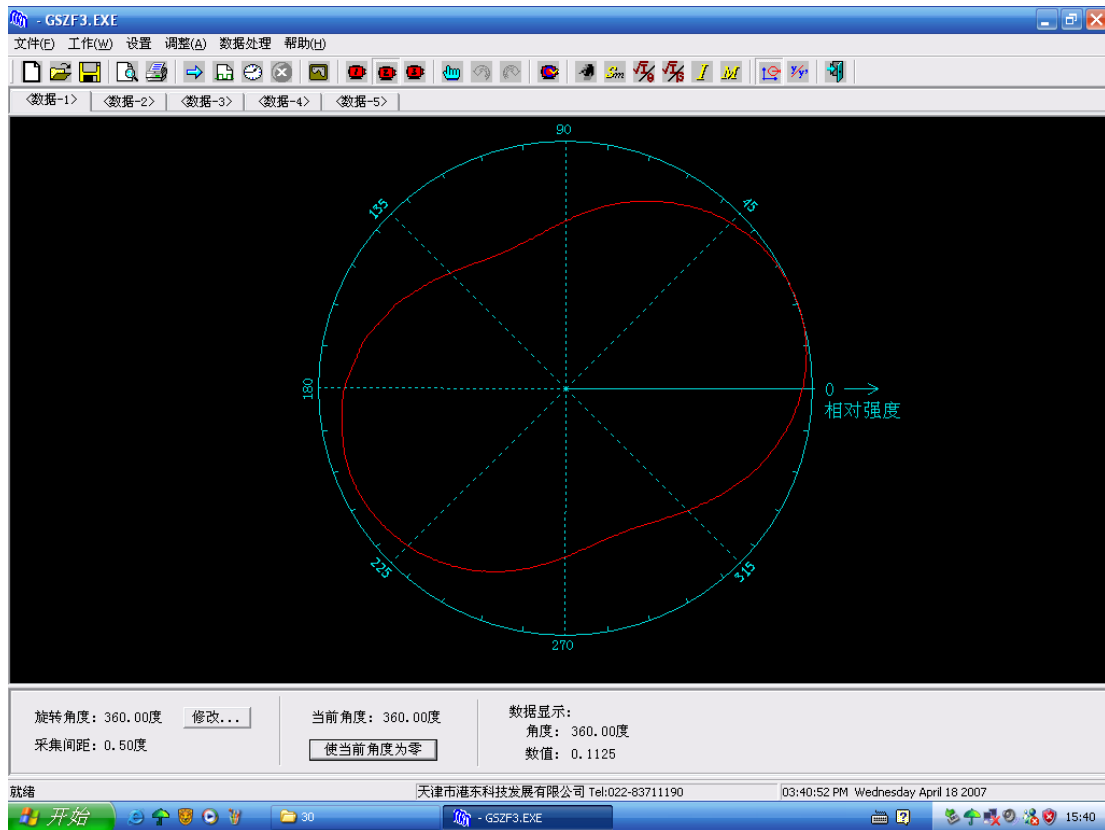 - GSZF3.EXE
文件(F) 工作(W) 设置 调整(A) 数据处理 帮助(H)
<数据-1> <数据-2> <数据-3> <数据-4> <数据-5>
90
135 45
180 0
相对强度
225 315
270
旋转角度：360.00度 修改... 当前角度：360.00度 数据显示：
角度： 360.00度
采集间距：0.50度 使当前角度为零 数值： 0.1125
就绪 天津市港东科技发展有限公司 Tel:022-83711190 03:40:52 PM Wednesday April 18 2007
开始 30 - GSZF3.EXE 15:40